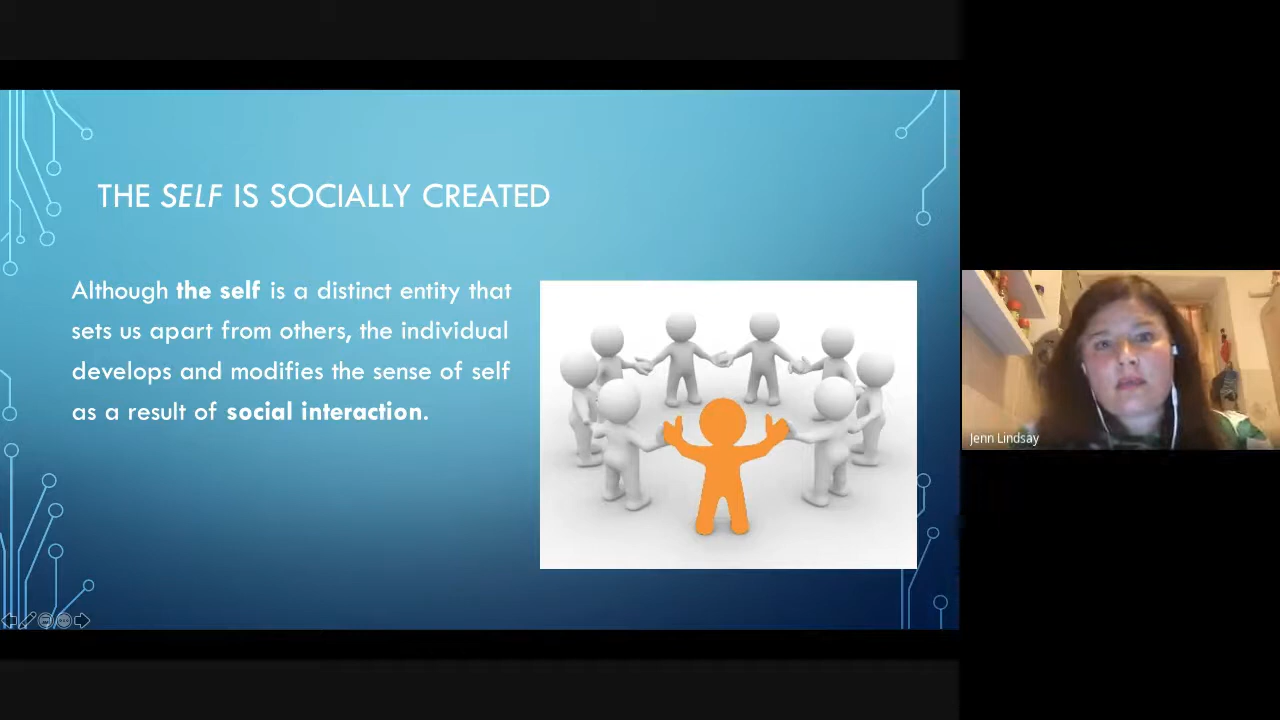 THE SELF IS SOCIALLY CREATED
Although the self is a distinct entity that
sets us apart from others, the individual
develops and modifies the sense of self
as a result of social interaction.
Jenn Lindsay